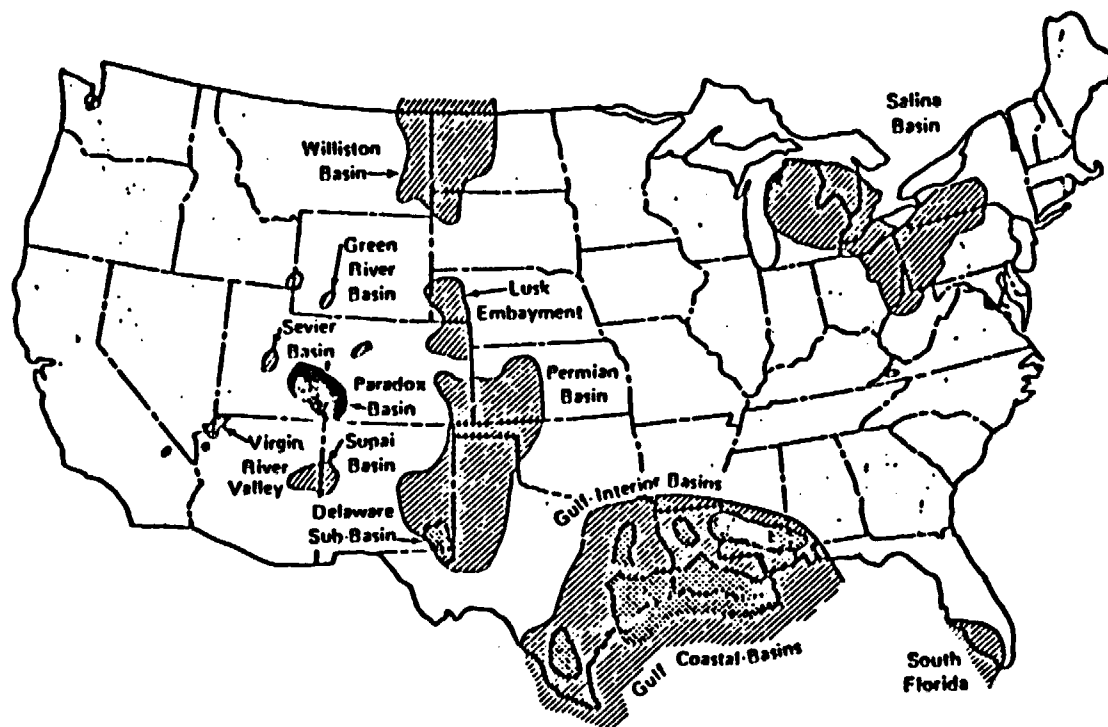 Salina
Basin
Williston
Basin
Green
River
Basin
Lusk
Embayment
Sevier
Basin
Paradox
Basin
Permian
Basin
Virgin
River
Valley
Supai
Basin
Delaware
Sub-Basin
Gulf-Interior Basins
Gulf Coastal-Basins
South
Florida